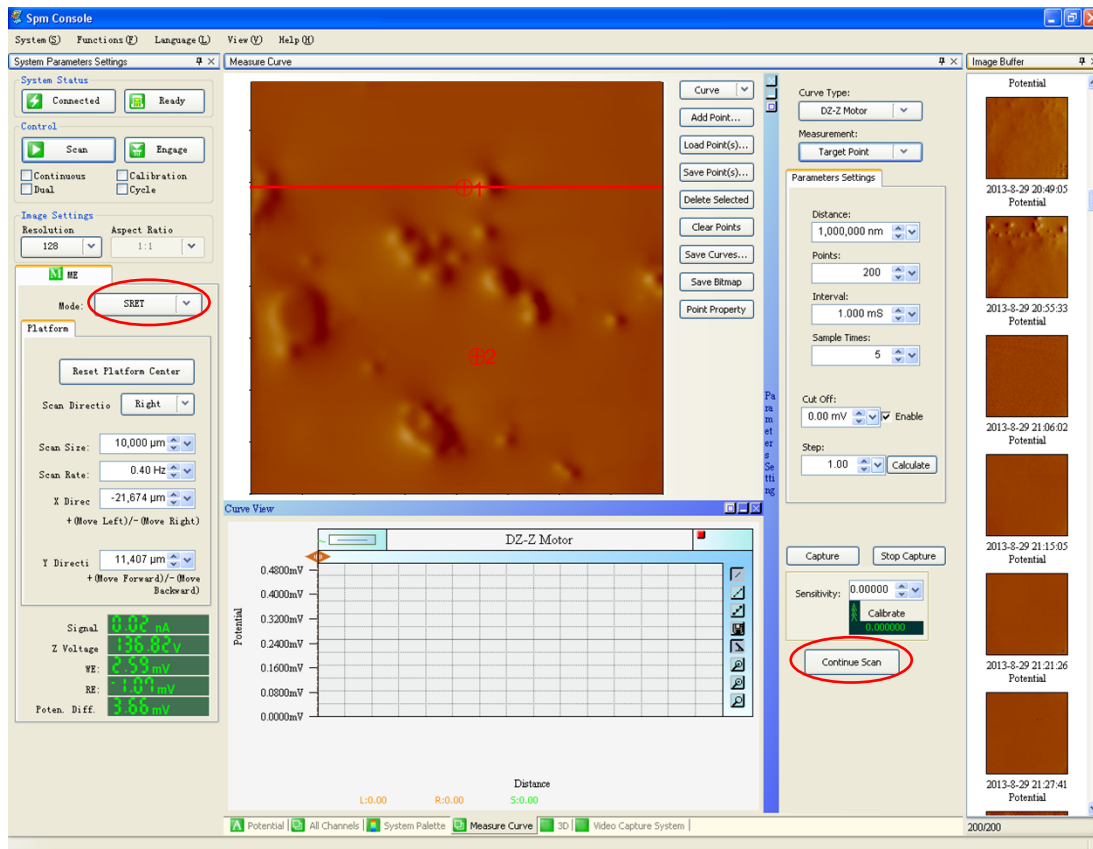 Spm Console
System(S) Functions(F) Language(L) View(V) Help(H)
System Parameters Settings
Measure Curve
Image Buffer
System Status
Connected
Ready
Control
Scan
Engage
Continuous
Calibration
Dual
Cycle
Image Settings
Resolution
Aspect Ratio
128
1:1
M ME
Mode:
SRET
Platform
Reset Platform Center
Scan Directio
Right
Scan Size:
10,000 µm
Scan Rate:
0.40 Hz
X Direc
-21,674 µm
+(Move Left)/-(Move Right)
Y Directi
11,407 µm
+(Move Forward)/-(Move
Backward)
Signal
0.02 nA
Z Voltage
136.82 V
WE:
2.59 mV
RE:
-1.07 mV
Poten. Diff.
3.66 mV
1
2
Curve
Add Point...
Load Point(s)...
Save Point(s)...
Delete Selected
Clear Points
Save Curves...
Save Bitmap
Point Property
Pa
ra
m
et
er
s
Se
tti
ng
Curve View
DZ-Z Motor
0.4800mV
0.4000mV
0.3200mV
0.2400mV
0.1600mV
0.0800mV
0.0000mV
Potential
Distance
L:0.00
R:0.00
S:0.00
A Potential
All Channels
System Palette
Measure Curve
3D
Video Capture System
Curve Type:
DZ-Z Motor
Measurement:
Target Point
Parameters Settings
Distance:
1,000,000 nm
Points:
200
Interval:
1.000 mS
Sample Times:
5
Cut Off:
0.00 mV
Enable
Step:
1.00
Calculate
Capture
Stop Capture
Sensitivity:
0.00000
Calibrate
0.000000
Continue Scan
Potential
2013-8-29 20:49:05
Potential
2013-8-29 20:55:33
Potential
2013-8-29 21:06:02
Potential
2013-8-29 21:15:05
Potential
2013-8-29 21:21:26
Potential
2013-8-29 21:27:41
Potential
200/200